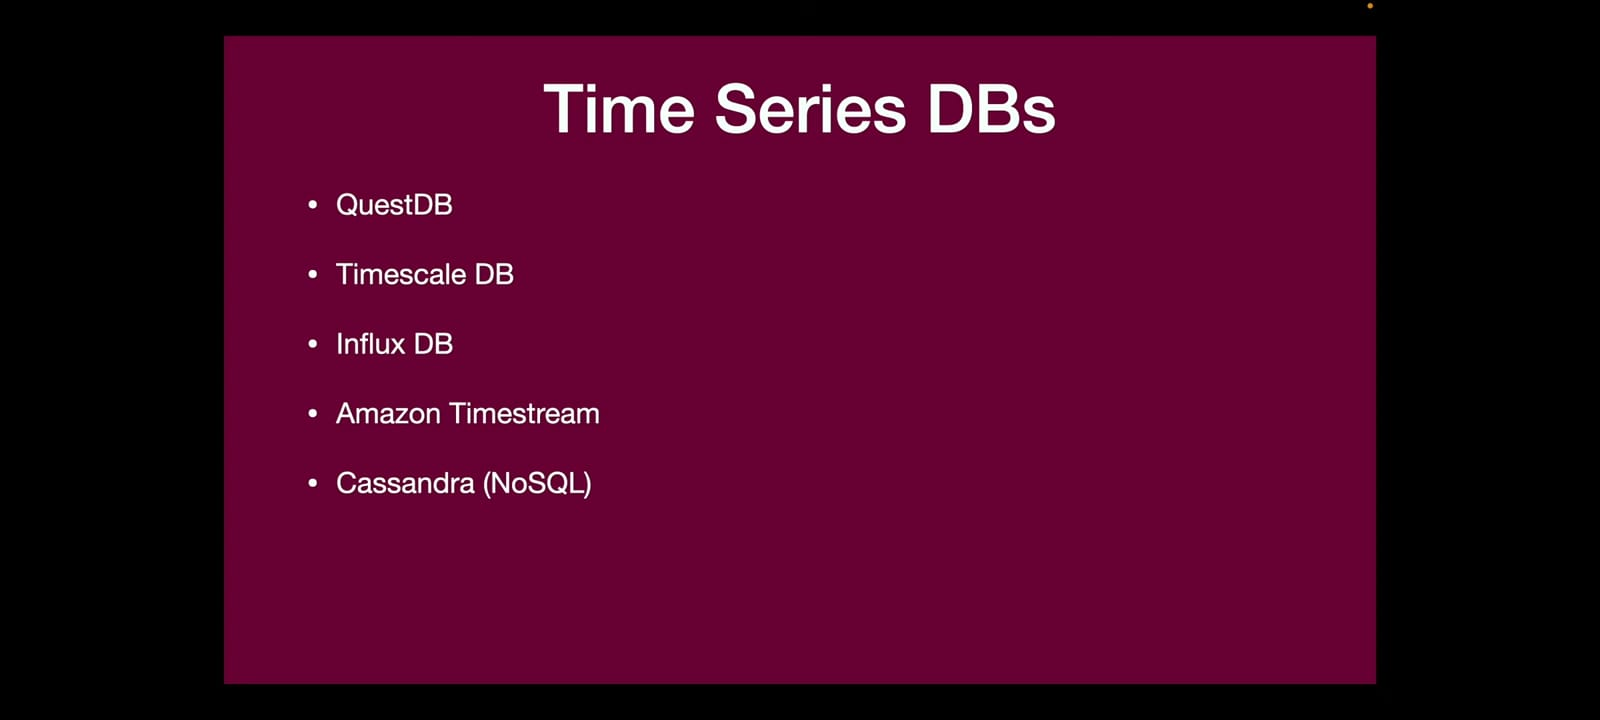 Time Series DBs
• QuestDB
• Timescale DB
• Influx DB
• Amazon Timestream
• Cassandra (NoSQL)